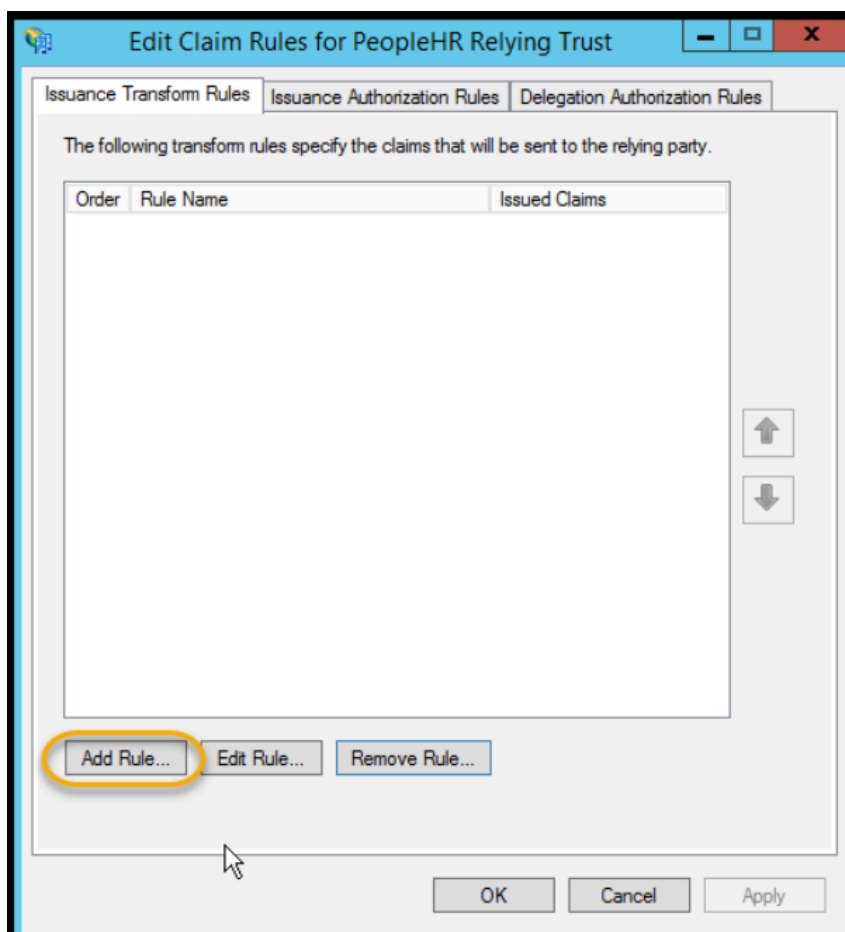 Edit Claim Rules for PeopleHR Relying Trust
Issuance Transform Rules Issuance Authorization Rules Delegation Authorization Rules
The following transform rules specify the claims that will be sent to the relying party.
Order Rule Name Issued Claims
Add Rule... Edit Rule... Remove Rule...
OK Cancel Apply